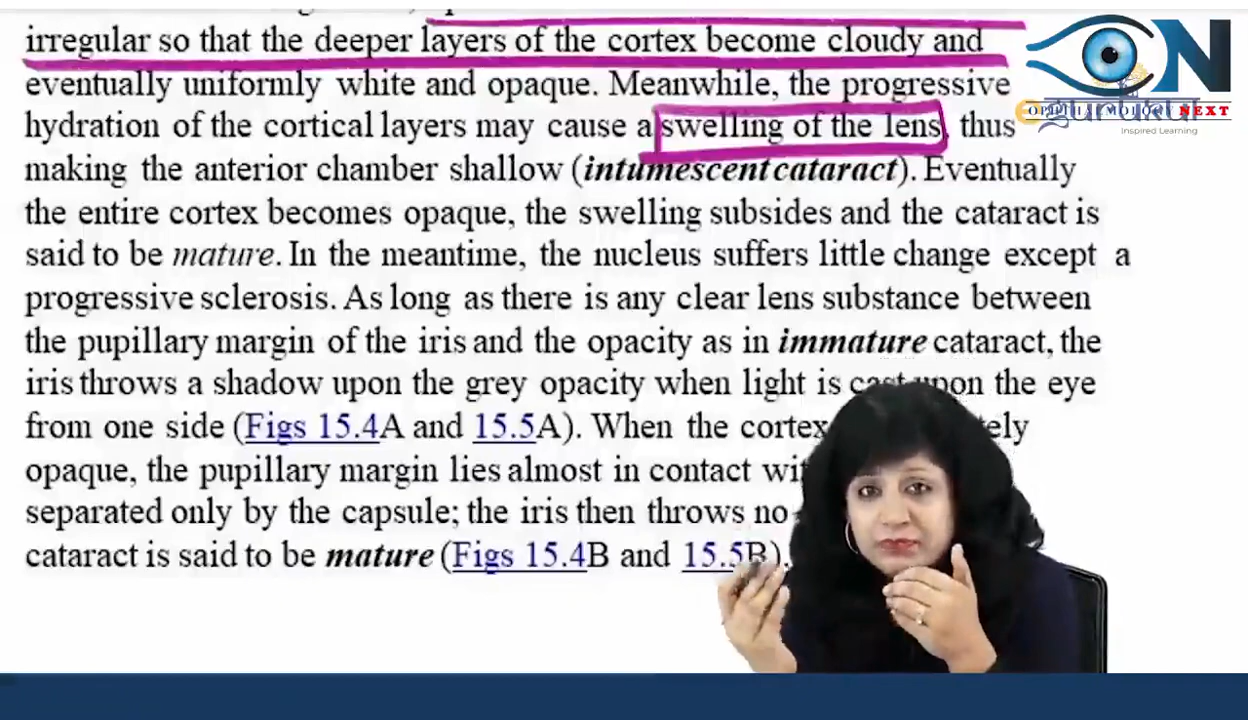 irregular so that the deeper layers of the cortex become cloudy and
eventually uniformly white and opaque. Meanwhile, the progressive
hydration of the cortical layers may cause a swelling of the lens, thus
making the anterior chamber shallow (intumescent cataract). Eventually
the entire cortex becomes opaque, the swelling subsides and the cataract is
said to be mature. In the meantime, the nucleus suffers little change except a
progressive sclerosis. As long as there is any clear lens substance between
the pupillary margin of the iris and the opacity as in immature cataract, the
iris throws a shadow upon the grey opacity when light is cast upon the eye
from one side (Figs 15.4A and 15.5A). When the cortex
opaque, the pupillary margin lies almost in contact
separated only by the capsule; the iris then throws no
cataract is said to be mature (Figs 15.4B and 15.5B).
ON
NEXT
Inspired Learning